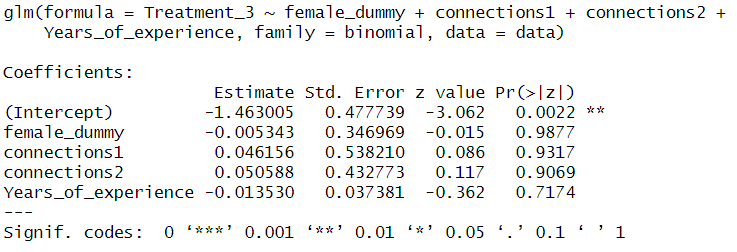 glm(formula = Treatment_3 ~ female_dummy + connections1 + connections2 +
    Years_of_experience, family = binomial, data = data)

Coefficients:
                     Estimate Std. Error z value Pr(>|z|)
(Intercept)         -1.463005   0.477739  -3.062   0.0022 **
female_dummy        -0.005343   0.346969  -0.015   0.9877
connections1         0.046156   0.538210   0.086   0.9317
connections2         0.050588   0.432773   0.117   0.9069
Years_of_experience -0.013530   0.037381  -0.362   0.7174
---
Signif. codes:  0 ‘***’ 0.001 ‘**’ 0.01 ‘*’ 0.05 ‘.’ 0.1 ‘ ’ 1